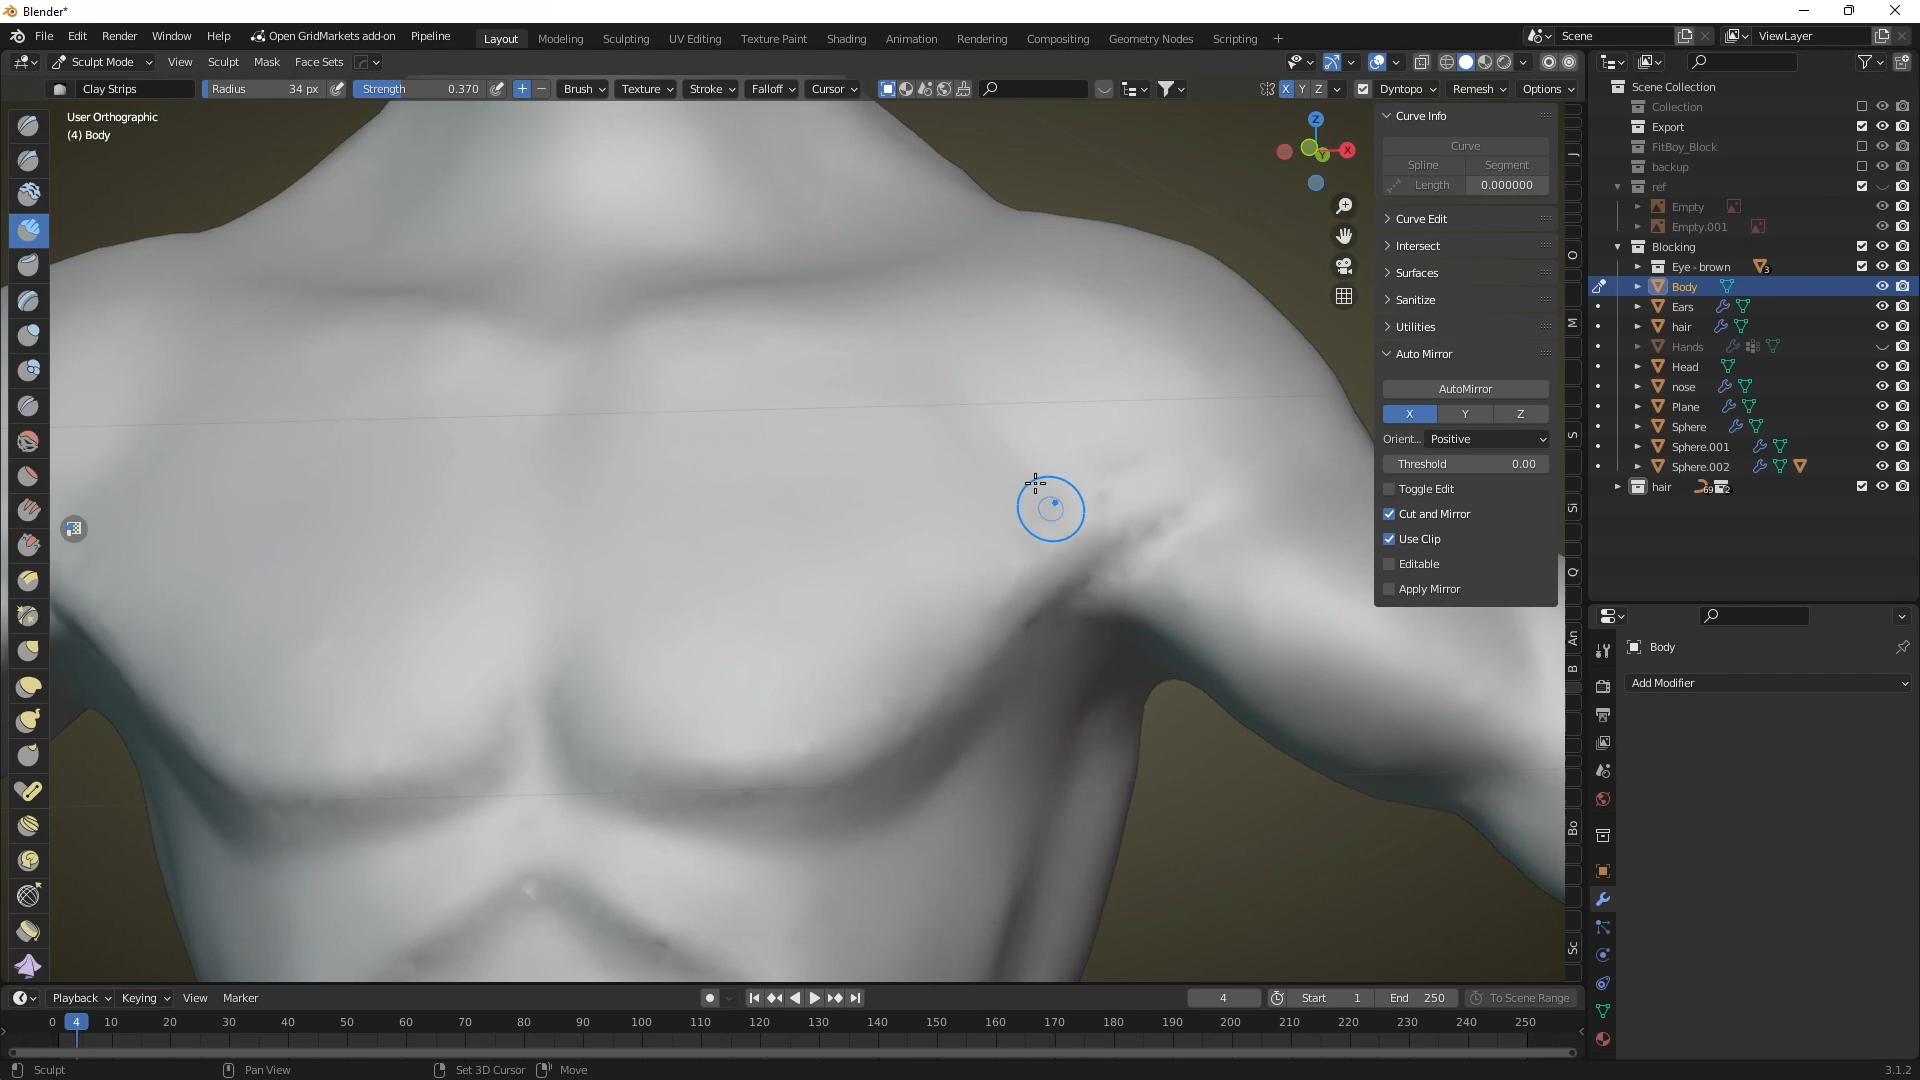 Blender*
File Edit Render Window Help Open GridMarkets add-on Pipeline
Layout Modeling Sculpting UV Editing Texture Paint Shading Animation Rendering Compositing Geometry Nodes Scripting +
Scene
ViewLayer
Sculpt Mode View Sculpt Mask Face Sets
Clay Strips
Radius 34 px
Strength 0.370
Brush Texture Stroke Falloff Cursor
X Y Z
Dyntopo Remesh Options
User Orthographic
(4) Body
Z
X
Y
Curve Info
Curve
Spline Segment
Length 0.000000
Curve Edit
Intersect
Surfaces
Sanitize
Utilities
Auto Mirror
AutoMirror
X Y Z
Orient... Positive
Threshold 0.00
Toggle Edit
Cut and Mirror
Use Clip
Editable
Apply Mirror
J
O
M
S
Si
Q
An
B
Bo
Sc
Scene Collection
Collection
Export
FitBoy_Block
backup
ref
Empty
Empty.001
Blocking
Eye - brown 3
Body
Ears
hair
Hands
Head
nose
Plane
Sphere
Sphere.001
Sphere.002
hair 69 2
Body
Add Modifier
Playback Keying View Marker
4
Start 1
End 250
To Scene Range
0 4 10 20 30 40 50 60 70 80 90 100 110 120 130 140 150 160 170 180 190 200 210 220 230 240 250
Sculpt
Pan View
Set 3D Cursor
Move
3.1.2